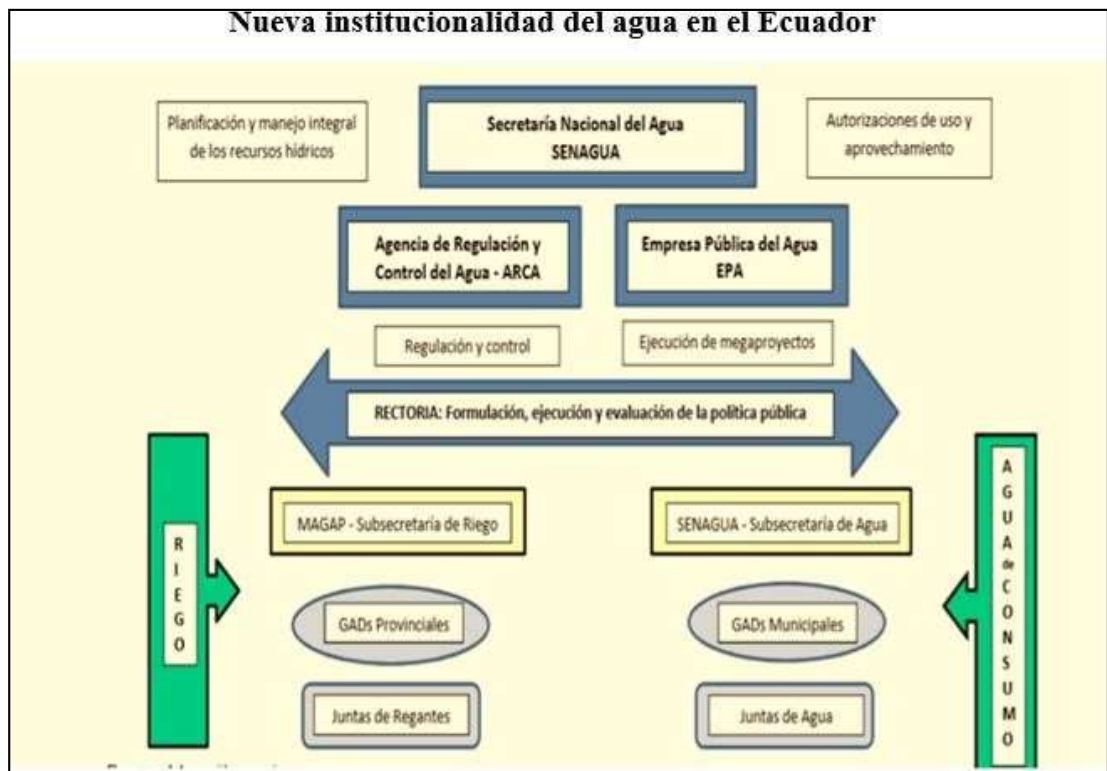 Nueva institucionalidad del agua en el Ecuador
Planificación y manejo integral
de los recursos hídricos
Secretaría Nacional del Agua
SENAGUA
Autorizaciones de uso y
aprovechamiento
Agencia de Regulación y
Control del Agua - ARCA
Empresa Pública del Agua
EPA
Regulación y control
Ejecución de megaproyectos
RECTORIA: Formulación, ejecución y evaluación de la política pública
RIEGO
MAGAP - Subsecretaría de Riego
SENAGUA - Subsecretaría de Agua
AGUA de CONSUMO
GADs Provinciales
GADs Municipales
Juntas de Regantes
Juntas de Agua